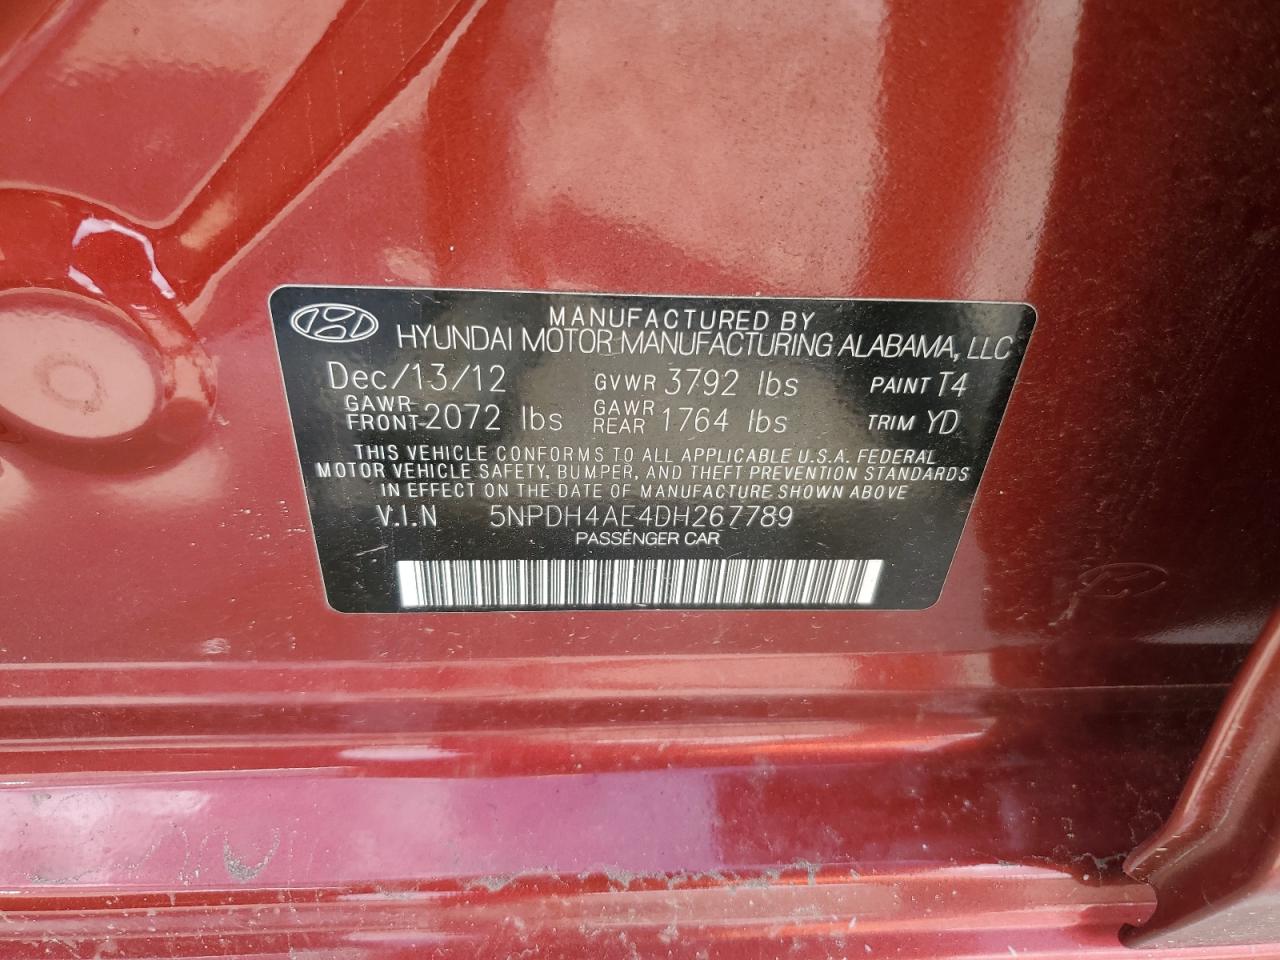 MANUFACTURED BY
HYUNDAI MOTOR MANUFACTURING ALABAMA, LLC
Dec/13/12 GVWR 3792 lbs PAINT T4
GAWR FRONT 2072 lbs GAWR REAR 1764 lbs TRIM YD
THIS VEHICLE CONFORMS TO ALL APPLICABLE U.S.A. FEDERAL
MOTOR VEHICLE SAFETY, BUMPER, AND THEFT PREVENTION STANDARDS
IN EFFECT ON THE DATE OF MANUFACTURE SHOWN ABOVE
V.I.N 5NPDH4AE4DH267789
PASSENGER CAR